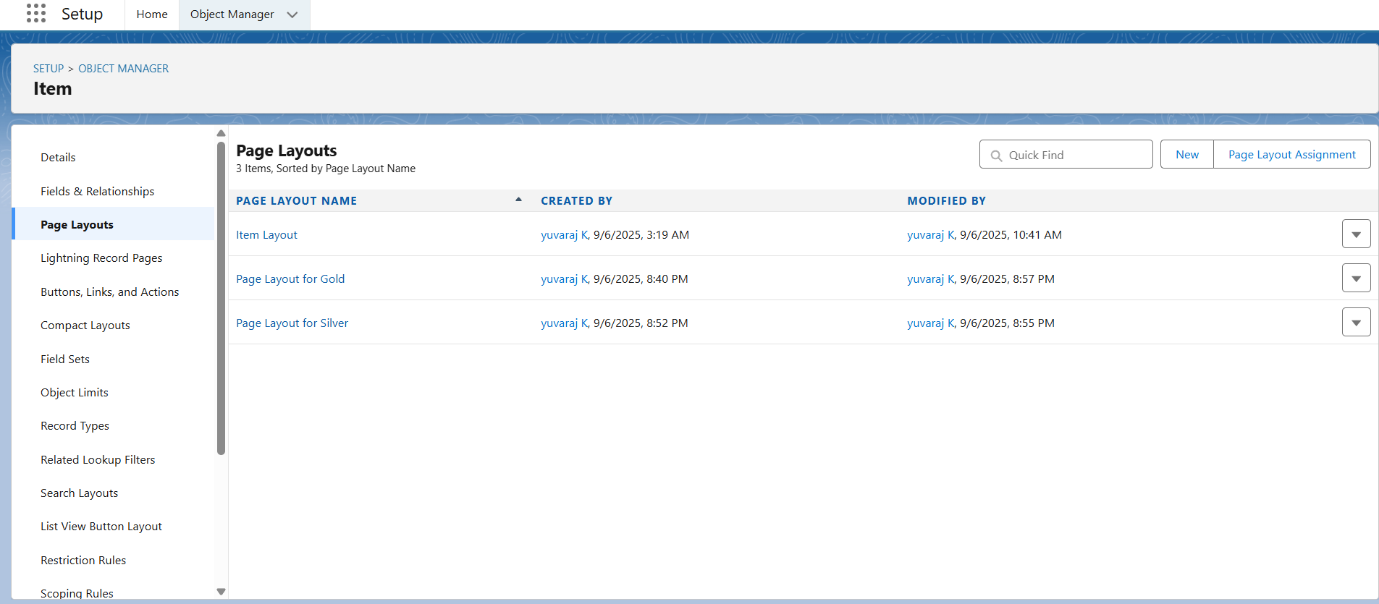 Setup Home Object Manager
SETUP > OBJECT MANAGER
Item
Details
Fields & Relationships
Page Layouts
Lightning Record Pages
Buttons, Links, and Actions
Compact Layouts
Field Sets
Object Limits
Record Types
Related Lookup Filters
Search Layouts
List View Button Layout
Restriction Rules
Scoping Rules
Page Layouts
3 Items, Sorted by Page Layout Name
Quick Find New Page Layout Assignment
PAGE LAYOUT NAME CREATED BY MODIFIED BY
Item Layout yuvaraj K, 9/6/2025, 3:19 AM yuvaraj K, 9/6/2025, 10:41 AM
Page Layout for Gold yuvaraj K, 9/6/2025, 8:40 PM yuvaraj K, 9/6/2025, 8:57 PM
Page Layout for Silver yuvaraj K, 9/6/2025, 8:52 PM yuvaraj K, 9/6/2025, 8:55 PM